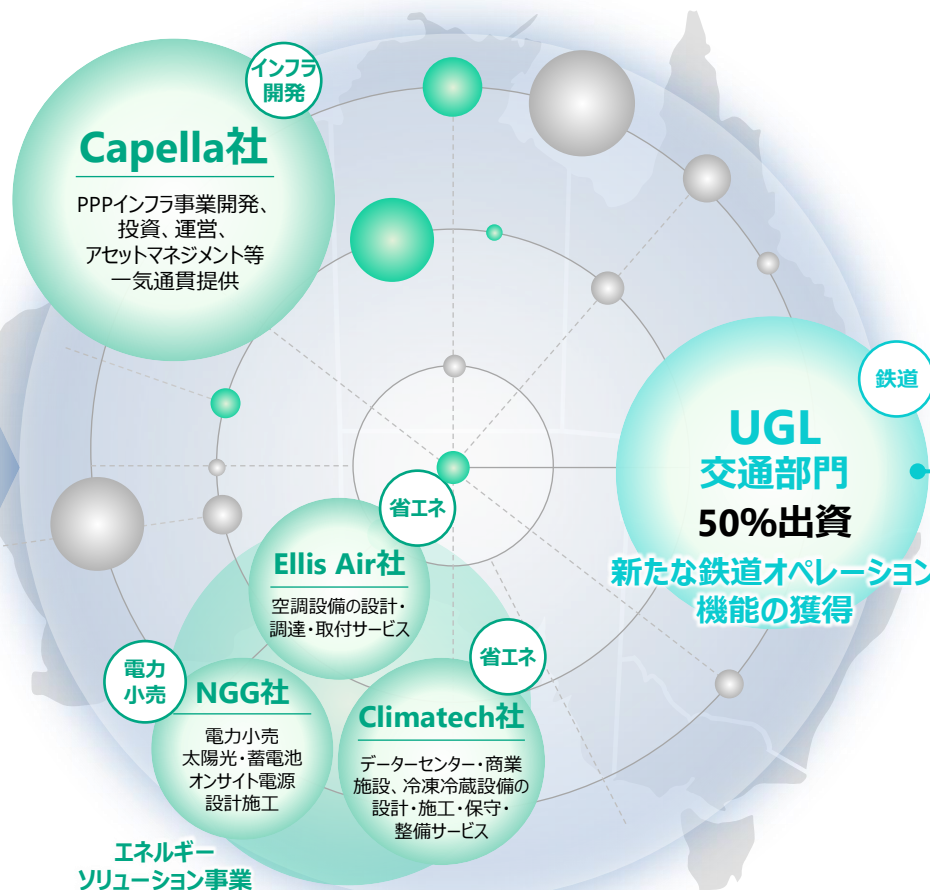 インフラ
開発
Capella社
PPPインフラ事業開発、
投資、運営、
アセットマネジメント等
一気通貫提供
鉄道
UGL
交通部門
50%出資
新たな鉄道オペレーション
機能の獲得
省エネ
Ellis Air社
空調設備の設計・
調達・取付サービス
電力
小売
NGG社
電力小売
太陽光・蓄電池
オンサイト電源
設計施工
省エネ
Climatech社
データーセンター・商業
施設、冷凍冷蔵設備の
設計・施工・保守・
整備サービス
エネルギー
ソリューション事業